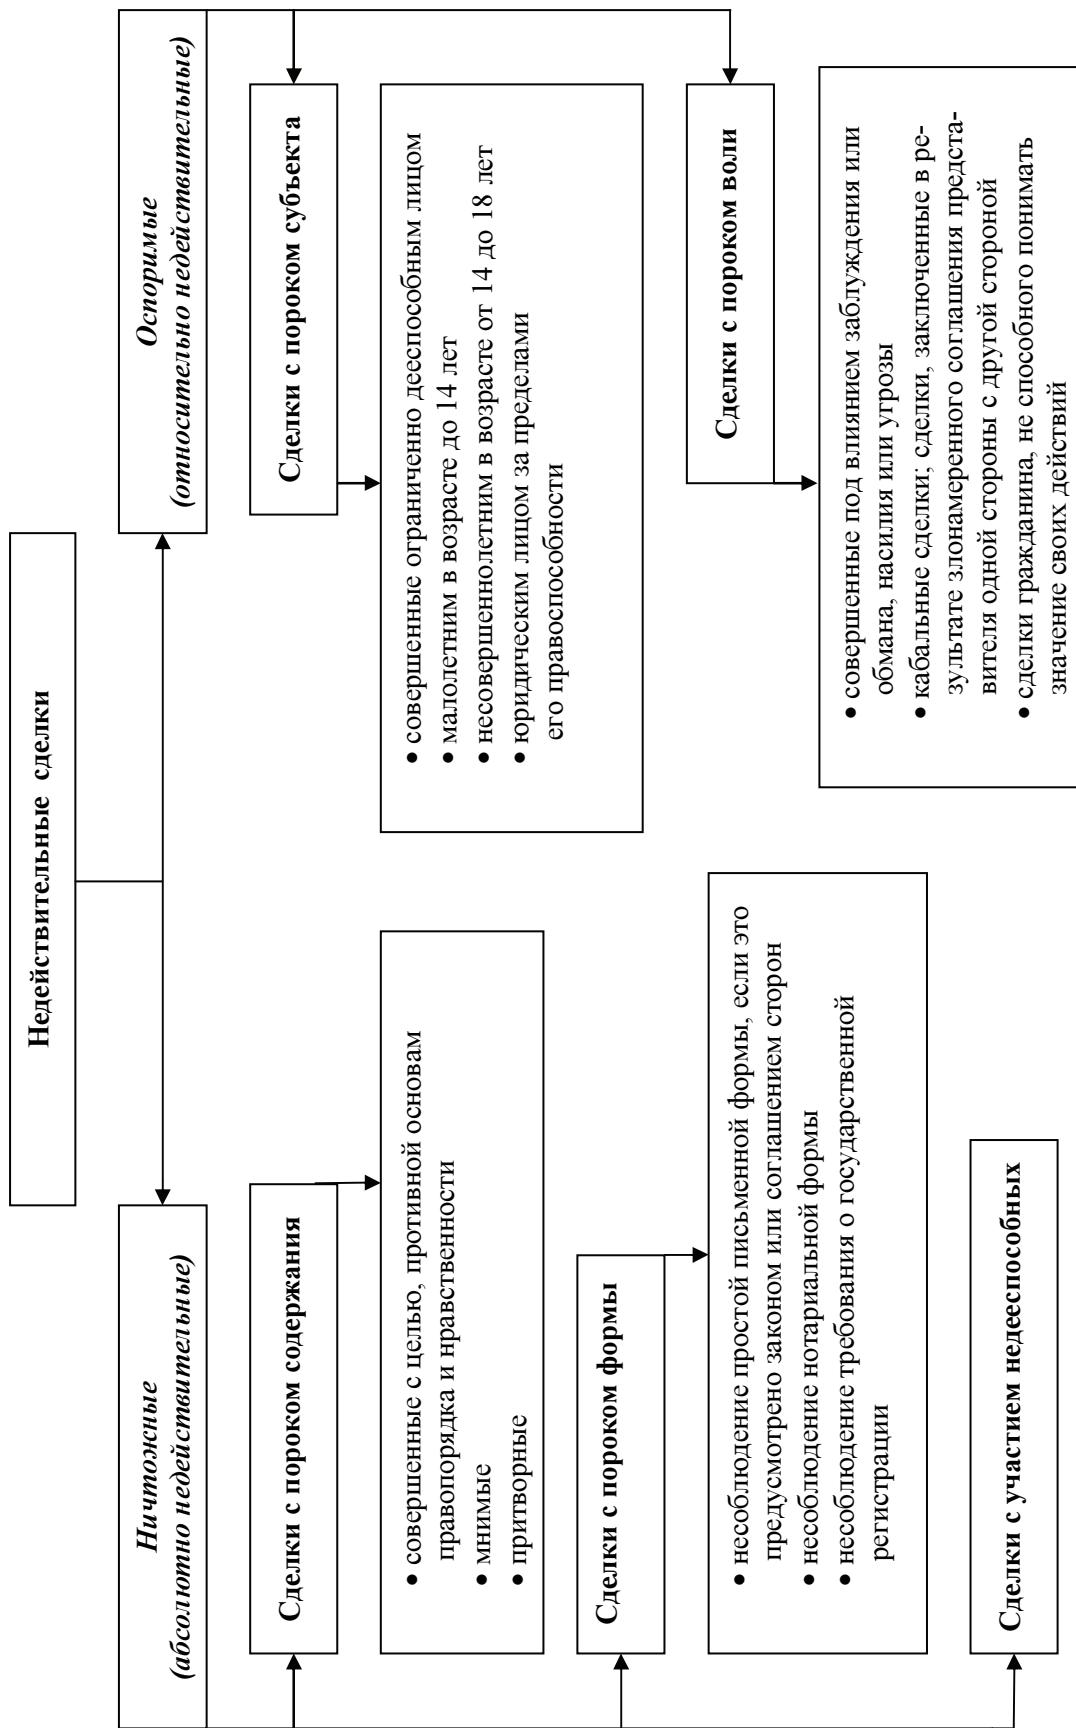 Недействительные сделки
Ничтожные
(абсолютно недействительные)
Сделки с пороком содержания
• совершенные с целью, противной основам
правопорядка и нравственности
• мнимые
• притворные
Сделки с пороком формы
• несоблюдение простой письменной формы, если это
предусмотрено законом или соглашением сторон
• несоблюдение нотариальной формы
• несоблюдение требования о государственной
регистрации
Сделки с участием недееспособных
Оспоримые
(относительно недействительные)
Сделки с пороком субъекта
• совершенные ограниченно дееспособным лицом
• малолетним в возрасте до 14 лет
• несовершеннолетним в возрасте от 14 до 18 лет
• юридическим лицом за пределами
его правоспособности
Сделки с пороком воли
• совершенные под влиянием заблуждения или
обмана, насилия или угрозы
• кабальные сделки; сделки, заключенные в ре-
зультате злонамеренного соглашения предста-
вителя одной стороны с другой стороной
• сделки гражданина, не способного понимать
значение своих действий